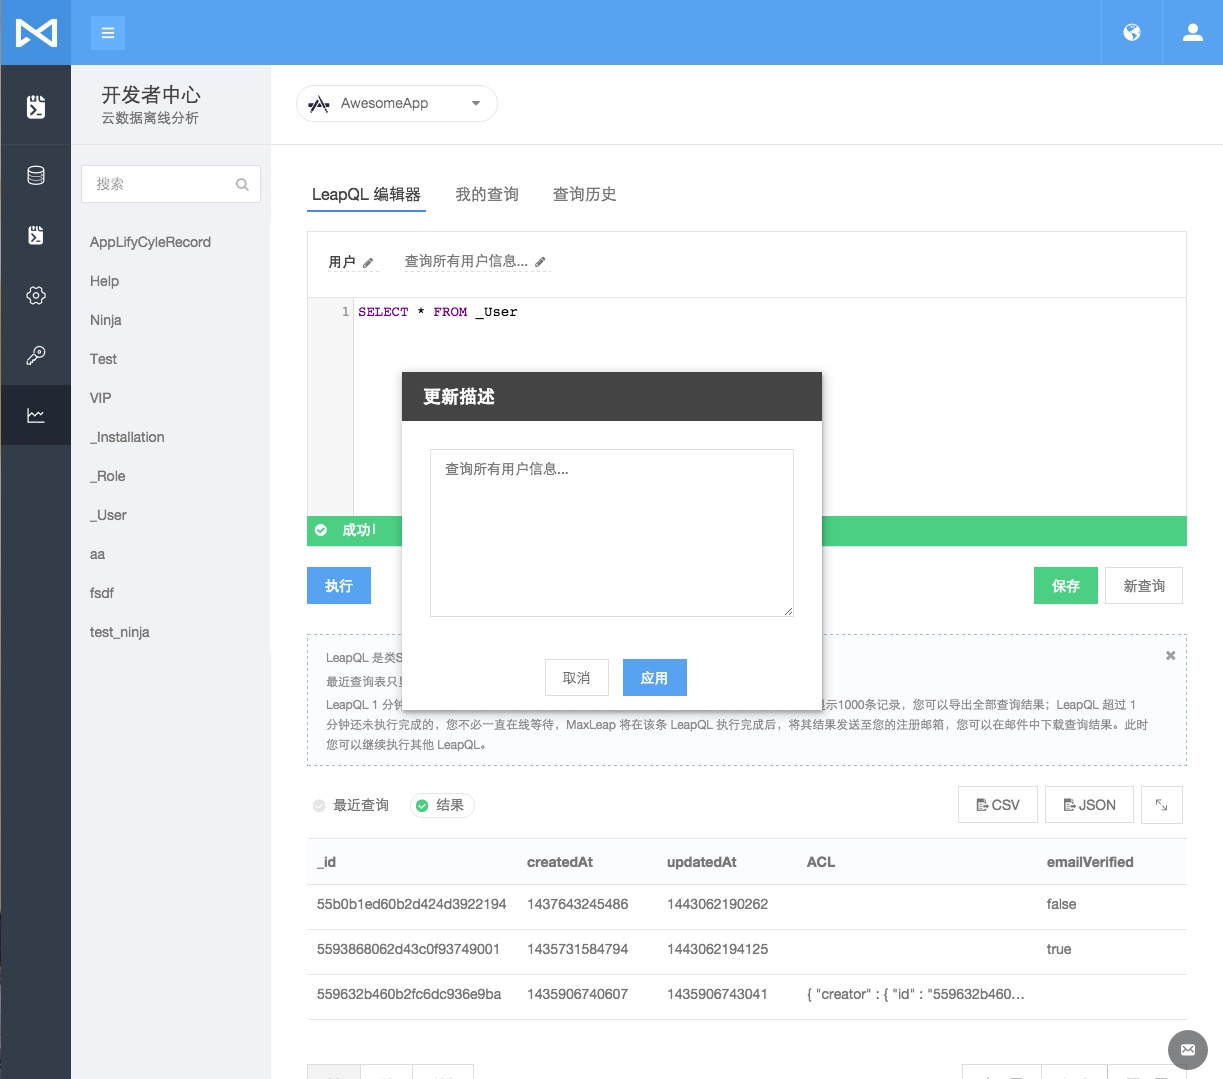 开发者中心
云数据离线分析
AwesomeApp
搜索
AppLifyCyleRecord
Help
Ninja
Test
VIP
_Installation
_Role
_User
aa
fsdf
test_ninja
LeapQL 编辑器
我的查询
查询历史
用户
查询所有用户信息...
1 SELECT * FROM _User
更新描述
查询所有用户信息...
取消
应用
成功!
执行
保存
新查询
LeapQL 是类S
最近查询表只
LeapQL 1 分钟 示1000条记录，您可以导出全部查询结果；LeapQL 超过 1
分钟还未执行完成的，您不必一直在线等待，MaxLeap 将在该条 LeapQL 执行完成后，将其结果发送至您的注册邮箱，您可以在邮件中下载查询结果。此时
您可以继续执行其他 LeapQL。
最近查询
结果
CSV
JSON
_id createdAt updatedAt ACL emailVerified
55b0b1ed60b2d424d3922194 1437643245486 1443062190262 false
5593868062d43c0f93749001 1435731584794 1443062194125 true
559632b460b2fc6dc936e9ba 1435906740607 1435906743041 { "creator" : { "id" : "559632b460...